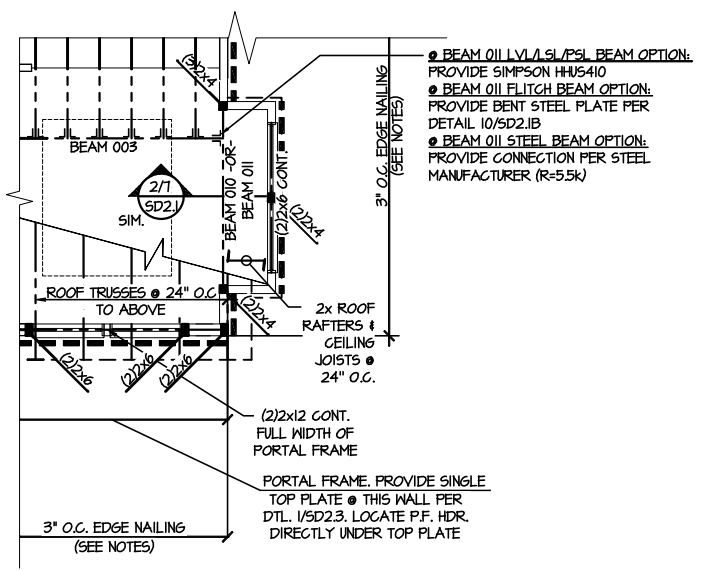 @ BEAM 011 LVL/LSL/PSL BEAM OPTION:
PROVIDE SIMPSON HHUS410
@ BEAM 011 FLITCH BEAM OPTION:
PROVIDE BENT STEEL PLATE PER
DETAIL 10/SD2.1B
@ BEAM 011 STEEL BEAM OPTION:
PROVIDE CONNECTION PER STEEL
MANUFACTURER (R=5.5k)
(3)2x4
3" O.C. EDGE NAILING
(SEE NOTES)
BEAM 003
BEAM 010 -OR-
BEAM 011
(2)2x6 CONT.
(2)2x4
2/7
SD2.1
SIM.
ROOF TRUSSES @ 24" O.C
TO ABOVE
(2)2x4
2x ROOF
RAFTERS &
CEILING
JOISTS @
24" O.C.
(2)2x6
(2)2x6
(2)2x6
(2)2x12 CONT.
FULL WIDTH OF
PORTAL FRAME
PORTAL FRAME. PROVIDE SINGLE
TOP PLATE @ THIS WALL PER
DTL. 1/SD2.3. LOCATE P.F. HDR.
DIRECTLY UNDER TOP PLATE
3" O.C. EDGE NAILING
(SEE NOTES)